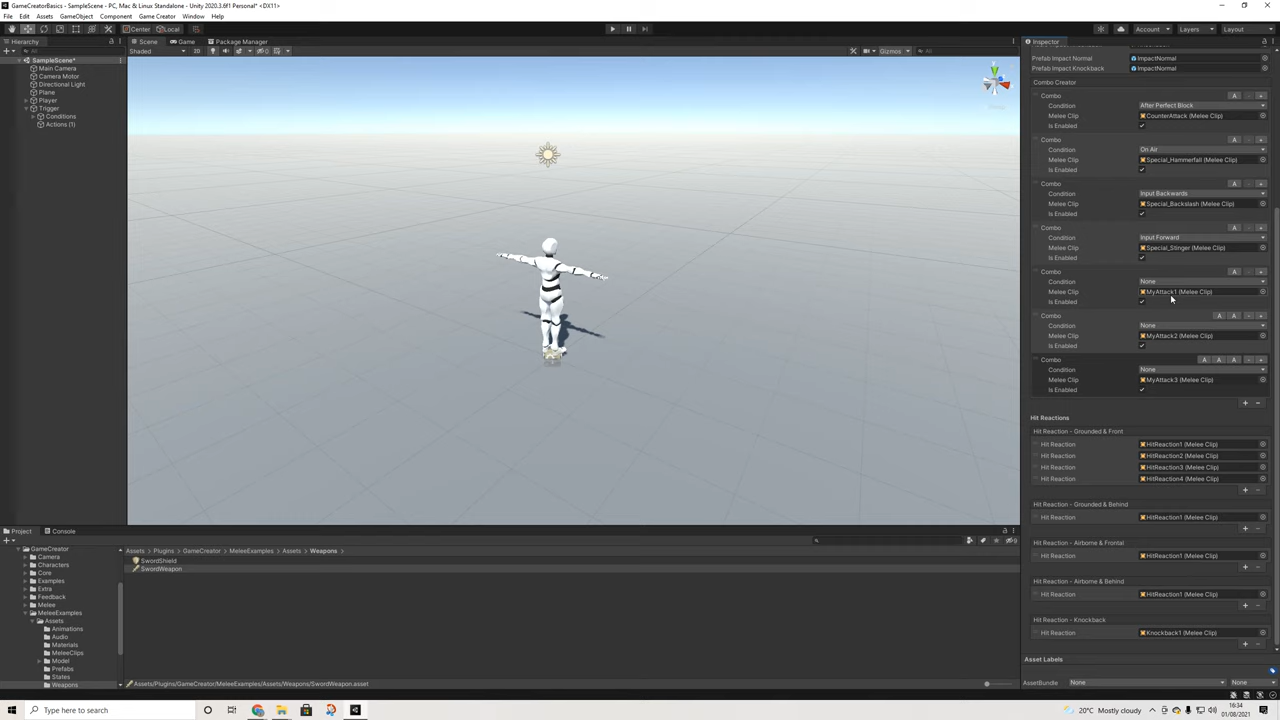 GameCreatorBasics - SampleScene - PC, Mac & Linux Standalone - Unity 2020.3.6f1 Personal* <DX11>
File Edit Assets GameObject Component Game Creator Window Help
Center Local Account Layers Layout
Hierarchy
All
SampleScene*
Main Camera
Camera Motor
Directional Light
Plane
Player
Trigger
Conditions
Actions (1)
Scene Game Package Manager
Shaded 2D Gizmos All
Inspector
Prefab Impact Normal ImpactNormal
Prefab Impact Knockback ImpactNormal
Combo Creator
Combo A - +
Condition After Perfect Block
Melee Clip CounterAttack (Melee Clip)
Is Enabled
Combo A - +
Condition On Air
Melee Clip Special_Hammerfall (Melee Clip)
Is Enabled
Combo A - +
Condition Input Backwards
Melee Clip Special_Backslash (Melee Clip)
Is Enabled
Combo A - +
Condition Input Forward
Melee Clip Special_Stinger (Melee Clip)
Is Enabled
Combo A - +
Condition None
Melee Clip MyAttack1 (Melee Clip)
Is Enabled
Combo A A - +
Condition None
Melee Clip MyAttack2 (Melee Clip)
Is Enabled
Combo A A A - +
Condition None
Melee Clip MyAttack3 (Melee Clip)
Is Enabled
+ -
Hit Reactions
Hit Reaction - Grounded & Front
Hit Reaction HitReaction1 (Melee Clip)
Hit Reaction HitReaction2 (Melee Clip)
Hit Reaction HitReaction3 (Melee Clip)
Hit Reaction HitReaction4 (Melee Clip)
+ -
Hit Reaction - Grounded & Behind
Hit Reaction HitReaction1 (Melee Clip)
+ -
Hit Reaction - Airborne & Frontal
Hit Reaction HitReaction1 (Melee Clip)
+ -
Hit Reaction - Airborne & Behind
Hit Reaction HitReaction1 (Melee Clip)
+ -
Hit Reaction - Knockback
Hit Reaction Knockback1 (Melee Clip)
+ -
Asset Labels
AssetBundle None None
Project Console
GameCreator
Camera
Characters
Core
Examples
Extra
Feedback
Melee
MeleeExamples
Assets
Animations
Audio
Materials
MeleeClips
Model
Prefabs
States
Weapons
Assets > Plugins > GameCreator > MeleeExamples > Assets > Weapons >
SwordShield
SwordWeapon
Assets/Plugins/GameCreator/MeleeExamples/Assets/Weapons/SwordWeapon.asset
Type here to search
20°C Mostly cloudy
16:34
01/08/2021